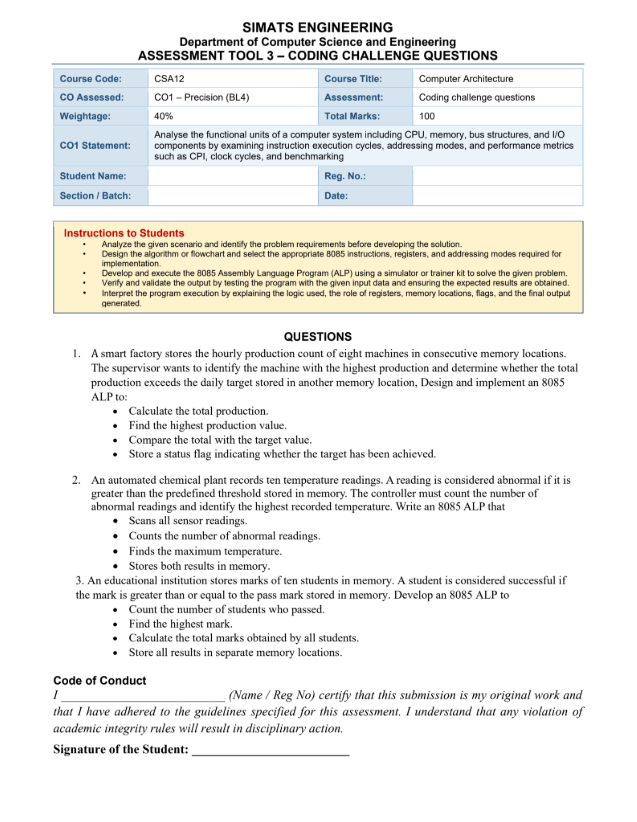 SIMATS ENGINEERING
Department of Computer Science and Engineering
ASSESSMENT TOOL 3 – CODING CHALLENGE QUESTIONS
Course Code: CSA12 Course Title: Computer Architecture
CO Assessed: CO1 – Precision (BL4) Assessment: Coding challenge questions
Weightage: 40% Total Marks: 100
CO1 Statement: Analyse the functional units of a computer system including CPU, memory, bus structures, and I/O
components by examining instruction execution cycles, addressing modes, and performance metrics
such as CPI, clock cycles, and benchmarking
Student Name: Reg. No.:
Section / Batch: Date:
Instructions to Students
• Analyze the given scenario and identify the problem requirements before developing the solution.
• Design the algorithm or flowchart and select the appropriate 8085 instructions, registers, and addressing modes required for
implementation.
• Develop and execute the 8085 Assembly Language Program (ALP) using a simulator or trainer kit to solve the given problem.
• Verify and validate the output by testing the program with the given input data and ensuring the expected results are obtained.
• Interpret the program execution by explaining the logic used, the role of registers, memory locations, flags, and the final output
generated.
QUESTIONS
1. A smart factory stores the hourly production count of eight machines in consecutive memory locations.
The supervisor wants to identify the machine with the highest production and determine whether the total
production exceeds the daily target stored in another memory location, Design and implement an 8085
ALP to:
• Calculate the total production.
• Find the highest production value.
• Compare the total with the target value.
• Store a status flag indicating whether the target has been achieved.
2. An automated chemical plant records ten temperature readings. A reading is considered abnormal if it is
greater than the predefined threshold stored in memory. The controller must count the number of
abnormal readings and identify the highest recorded temperature. Write an 8085 ALP that
• Scans all sensor readings.
• Counts the number of abnormal readings.
• Finds the maximum temperature.
• Stores both results in memory.
3. An educational institution stores marks of ten students in memory. A student is considered successful if
the mark is greater than or equal to the pass mark stored in memory. Develop an 8085 ALP to
• Count the number of students who passed.
• Find the highest mark.
• Calculate the total marks obtained by all students.
• Store all results in separate memory locations.
Code of Conduct
I __________________________ (Name / Reg No) certify that this submission is my original work and
that I have adhered to the guidelines specified for this assessment. I understand that any violation of
academic integrity rules will result in disciplinary action.
Signature of the Student: ________________________